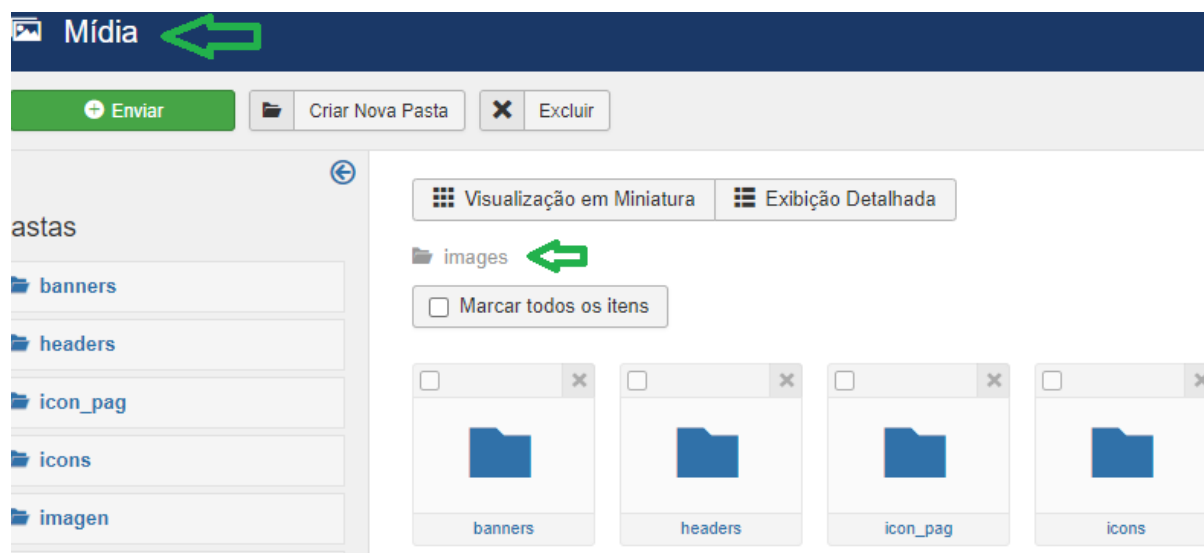 Mídia
Enviar
Criar Nova Pasta
Excluir
Visualização em Miniatura
Exibição Detalhada
astas
images
banners
Marcar todos os itens
headers
icon_pag
icons
imagen
banners
headers
icon_pag
icons